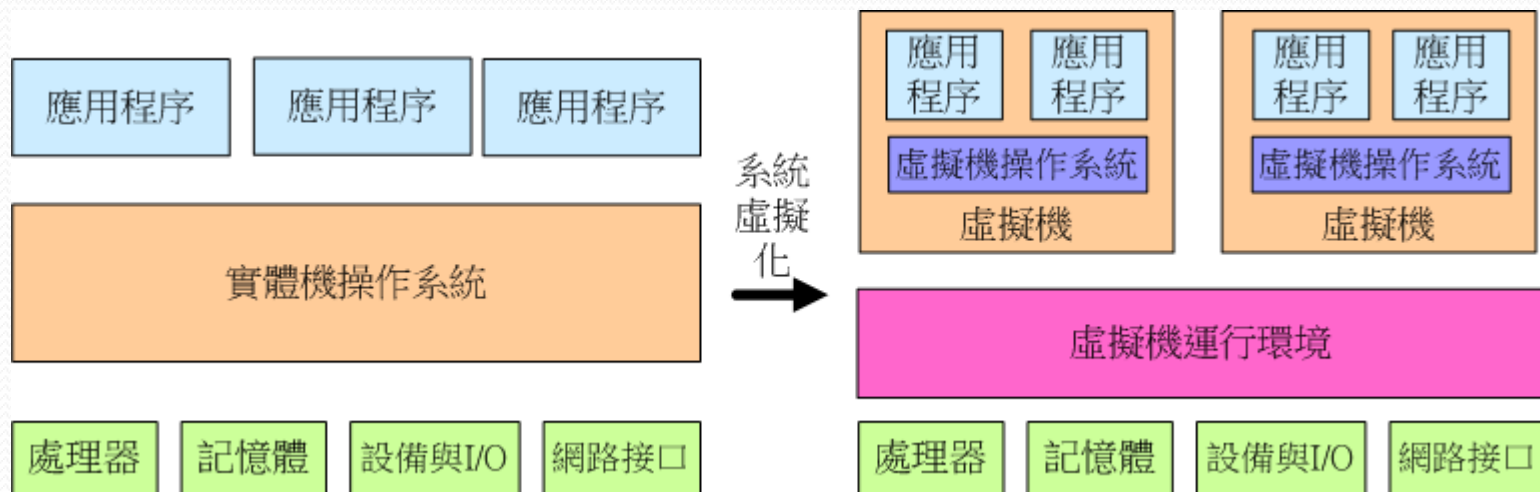 應用程序
應用程序
應用程序
實體機操作系統
處理器
記憶體
設備與I/O
網路接口
系統
虛擬
化
應用
程序
應用
程序
虛擬機操作系統
虛擬機
應用
程序
應用
程序
虛擬機操作系統
虛擬機
虛擬機運行環境
處理器
記憶體
設備與I/O
網路接口